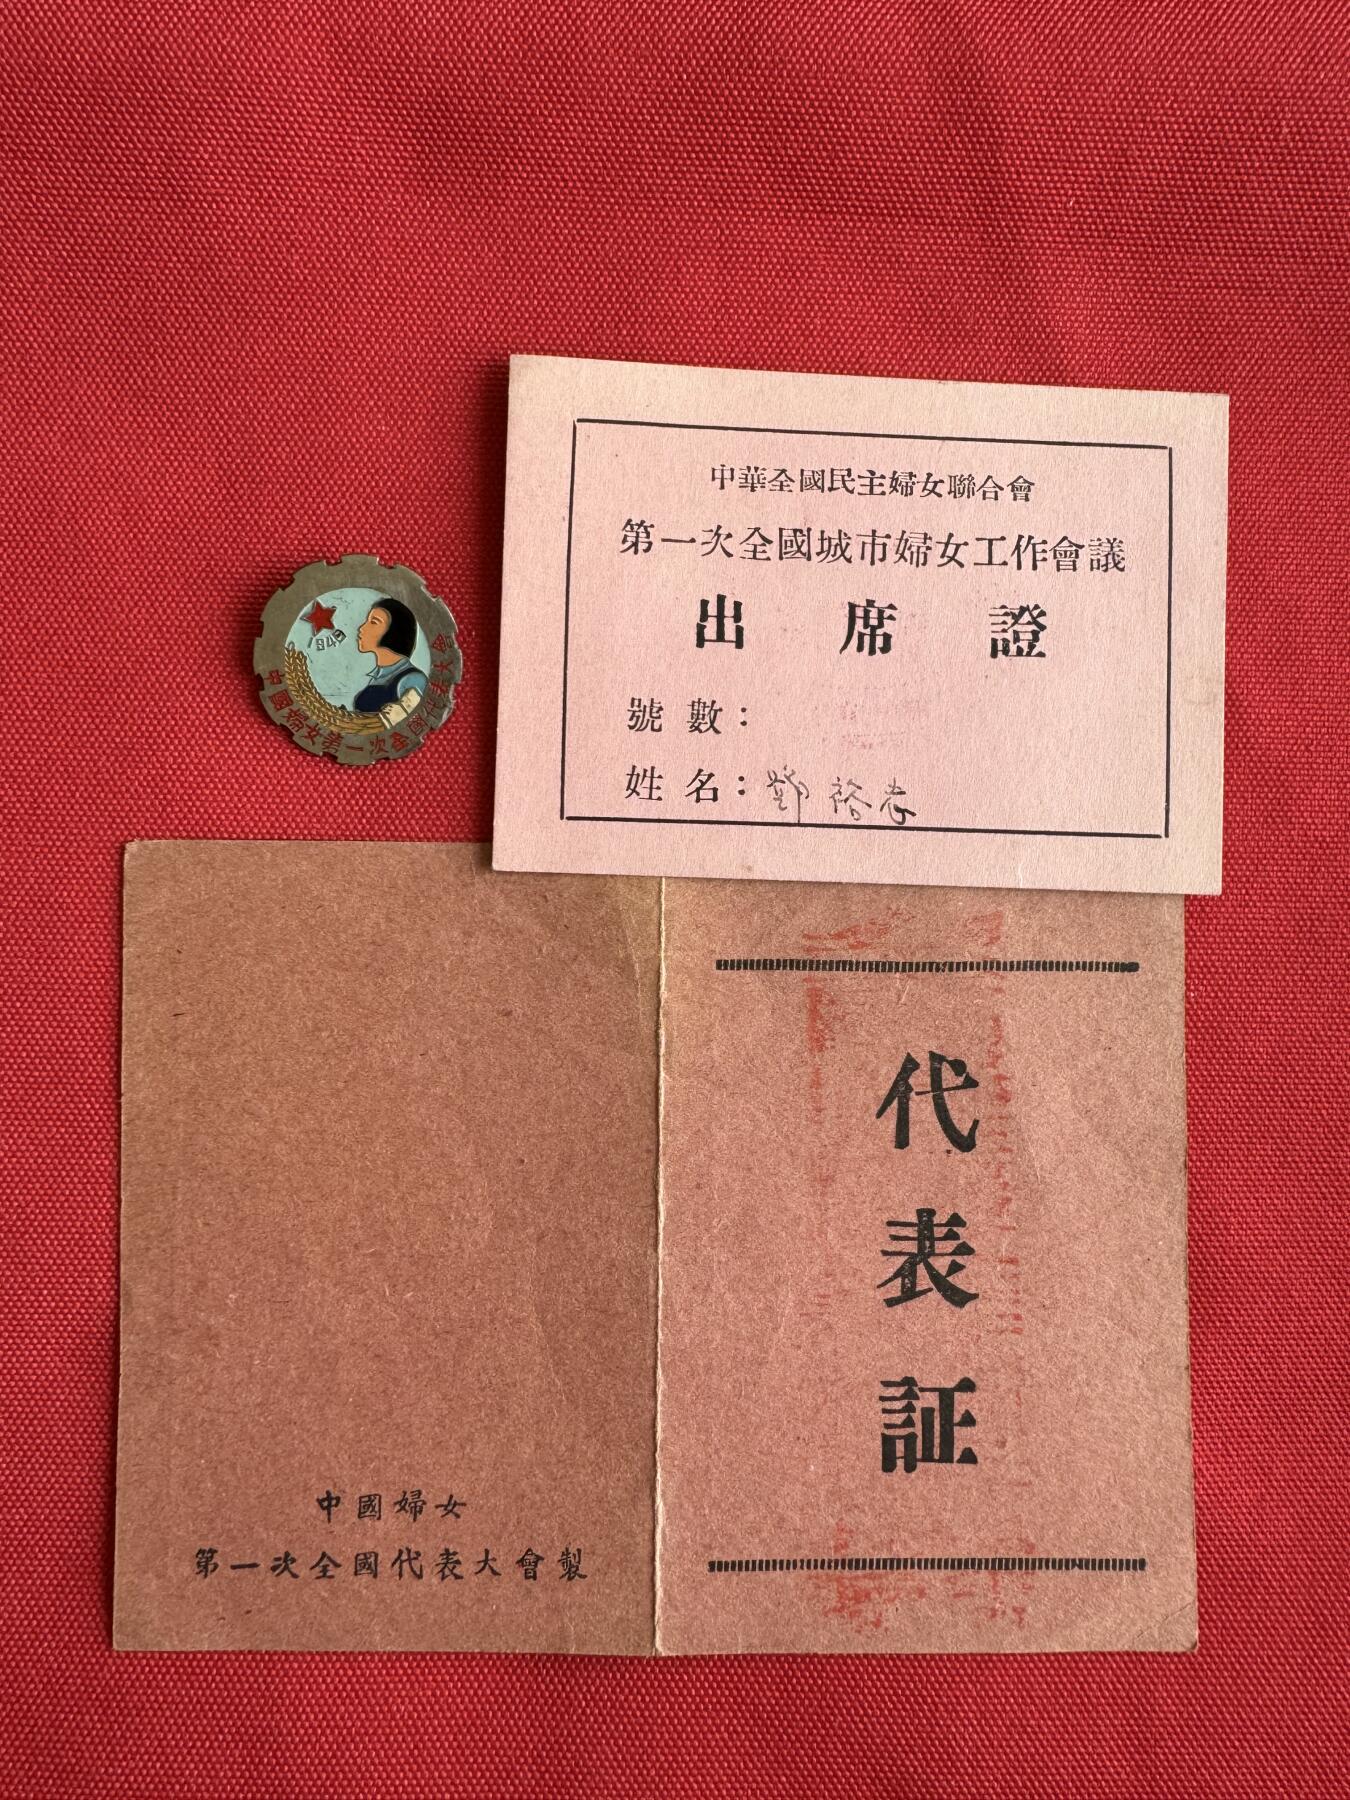 1949
中國婦女第一次全國代表大會
中華全國民主婦女聯合會
第一次全國城市婦女工作會議
出席證
號數：
姓名：鄧裕志
代表証
中國婦女
第一次全國代表大會製